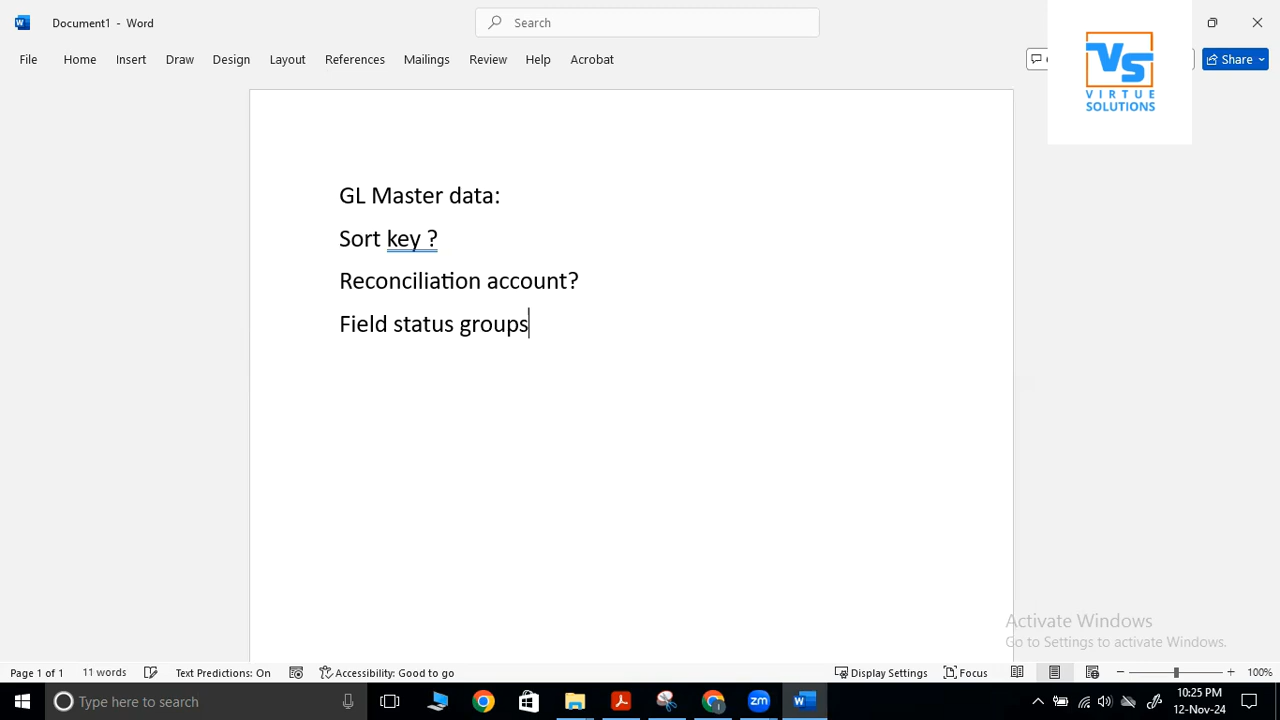 Document1 - Word
Search
File Home Insert Draw Design Layout References Mailings Review Help Acrobat
Share
VS
VIRTUE
SOLUTIONS
GL Master data:
Sort key ?
Reconciliation account?
Field status groups
Activate Windows
Go to Settings to activate Windows.
Page 1 of 1 11 words Text Predictions: On Accessibility: Good to go Display Settings Focus 100%
Type here to search
10:25 PM
12-Nov-24